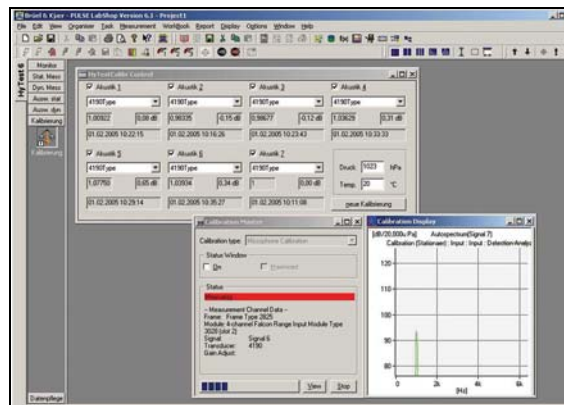 Brüel & Kjær - PULSE LabShop Version 6.1 - Project1
File Edit View Organiser Task Measurement Workbook Report Display Options Window Help
HyTest 6
Monitor
Stat. Mess
Dyn. Mess
Ausw. stat
Ausw. dyn
Kalibrierung
Kalibrierung
Datenpflege
HyTestCalib Control
Akustik 1 Akustik 2 Akustik 3 Akustik 4
4190Type 4190Type 4190Type 4190Type
1,00922 0,08 dB 0,98335 -0,15 dB 0,98677 -0,12 dB 1,03629 0,31 dB
01.02.2005 10:22:15 01.02.2005 10:16:26 01.02.2005 10:23:43 01.02.2005 10:33:33
Akustik 5 Akustik 6 Akustik 7
4190Type 4190Type 4190Type
Druck 1023 hPa
1,07750 0,65 dB 1,03934 0,34 dB 1 0,00 dB
Temp. 20 °C
01.02.2005 10:29:14 01.02.2005 10:35:27 01.02.2005 10:11:08
neue Kalibrierung
Calibration Master
Calibration type: Microphone Calibration
Status Window
On
Status
Measuring
-- Measurement Channel Data --
Frame: Frame Type 2825
Module: 4-channel Falcon Range Input Module Type
3028 (slot 2)
Signal: Signal 6
Transducer: 4190
Gain Adjust:
View Stop
Calibration Display
[dB/20,000u Pa] Autospectrum(Signal 7)
Calibration (Stationaer) : Input : Input : Detection-Analys
120
100
90
80
0 2k 4k 6k
[Hz]